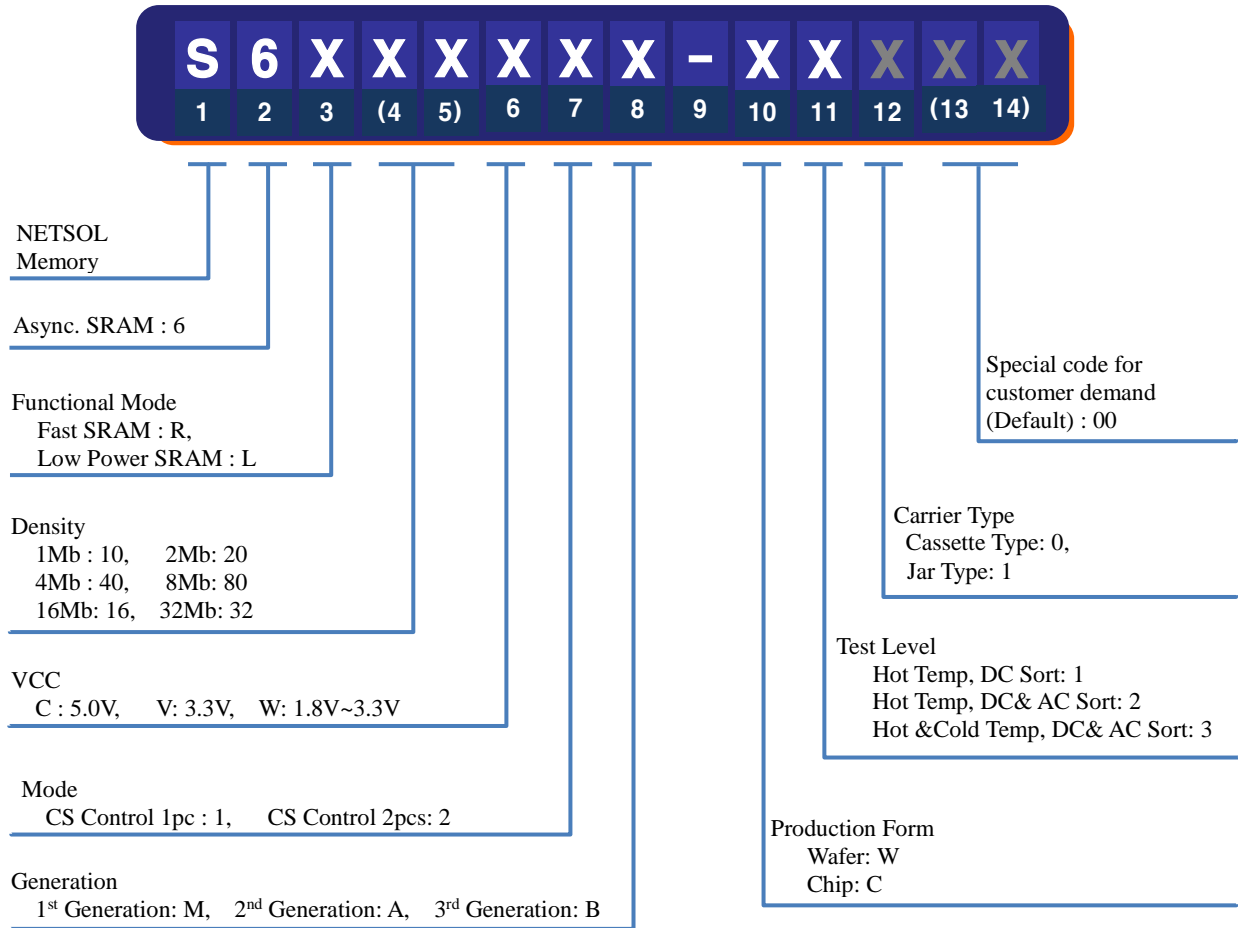 S 6 X X X X X X - X X X X X
1 2 3 (4 5) 6 7 8 9 10 11 12 (13 14)
NETSOL
Memory
Async. SRAM : 6
Functional Mode
Fast SRAM : R,
Low Power SRAM : L
Density
1Mb : 10, 2Mb: 20
4Mb : 40, 8Mb: 80
16Mb: 16, 32Mb: 32
VCC
C : 5.0V, V: 3.3V, W: 1.8V~3.3V
Mode
CS Control 1pc : 1, CS Control 2pcs: 2
Generation
1st Generation: M, 2nd Generation: A, 3rd Generation: B
Special code for
customer demand
(Default) : 00
Carrier Type
Cassette Type: 0,
Jar Type: 1
Test Level
Hot Temp, DC Sort: 1
Hot Temp, DC& AC Sort: 2
Hot &Cold Temp, DC& AC Sort: 3
Production Form
Wafer: W
Chip: C